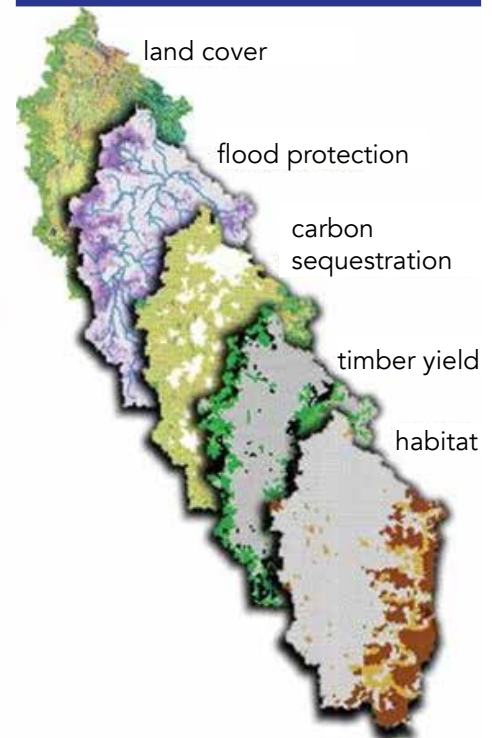 land cover
flood protection
carbon
sequestration
timber yield
habitat